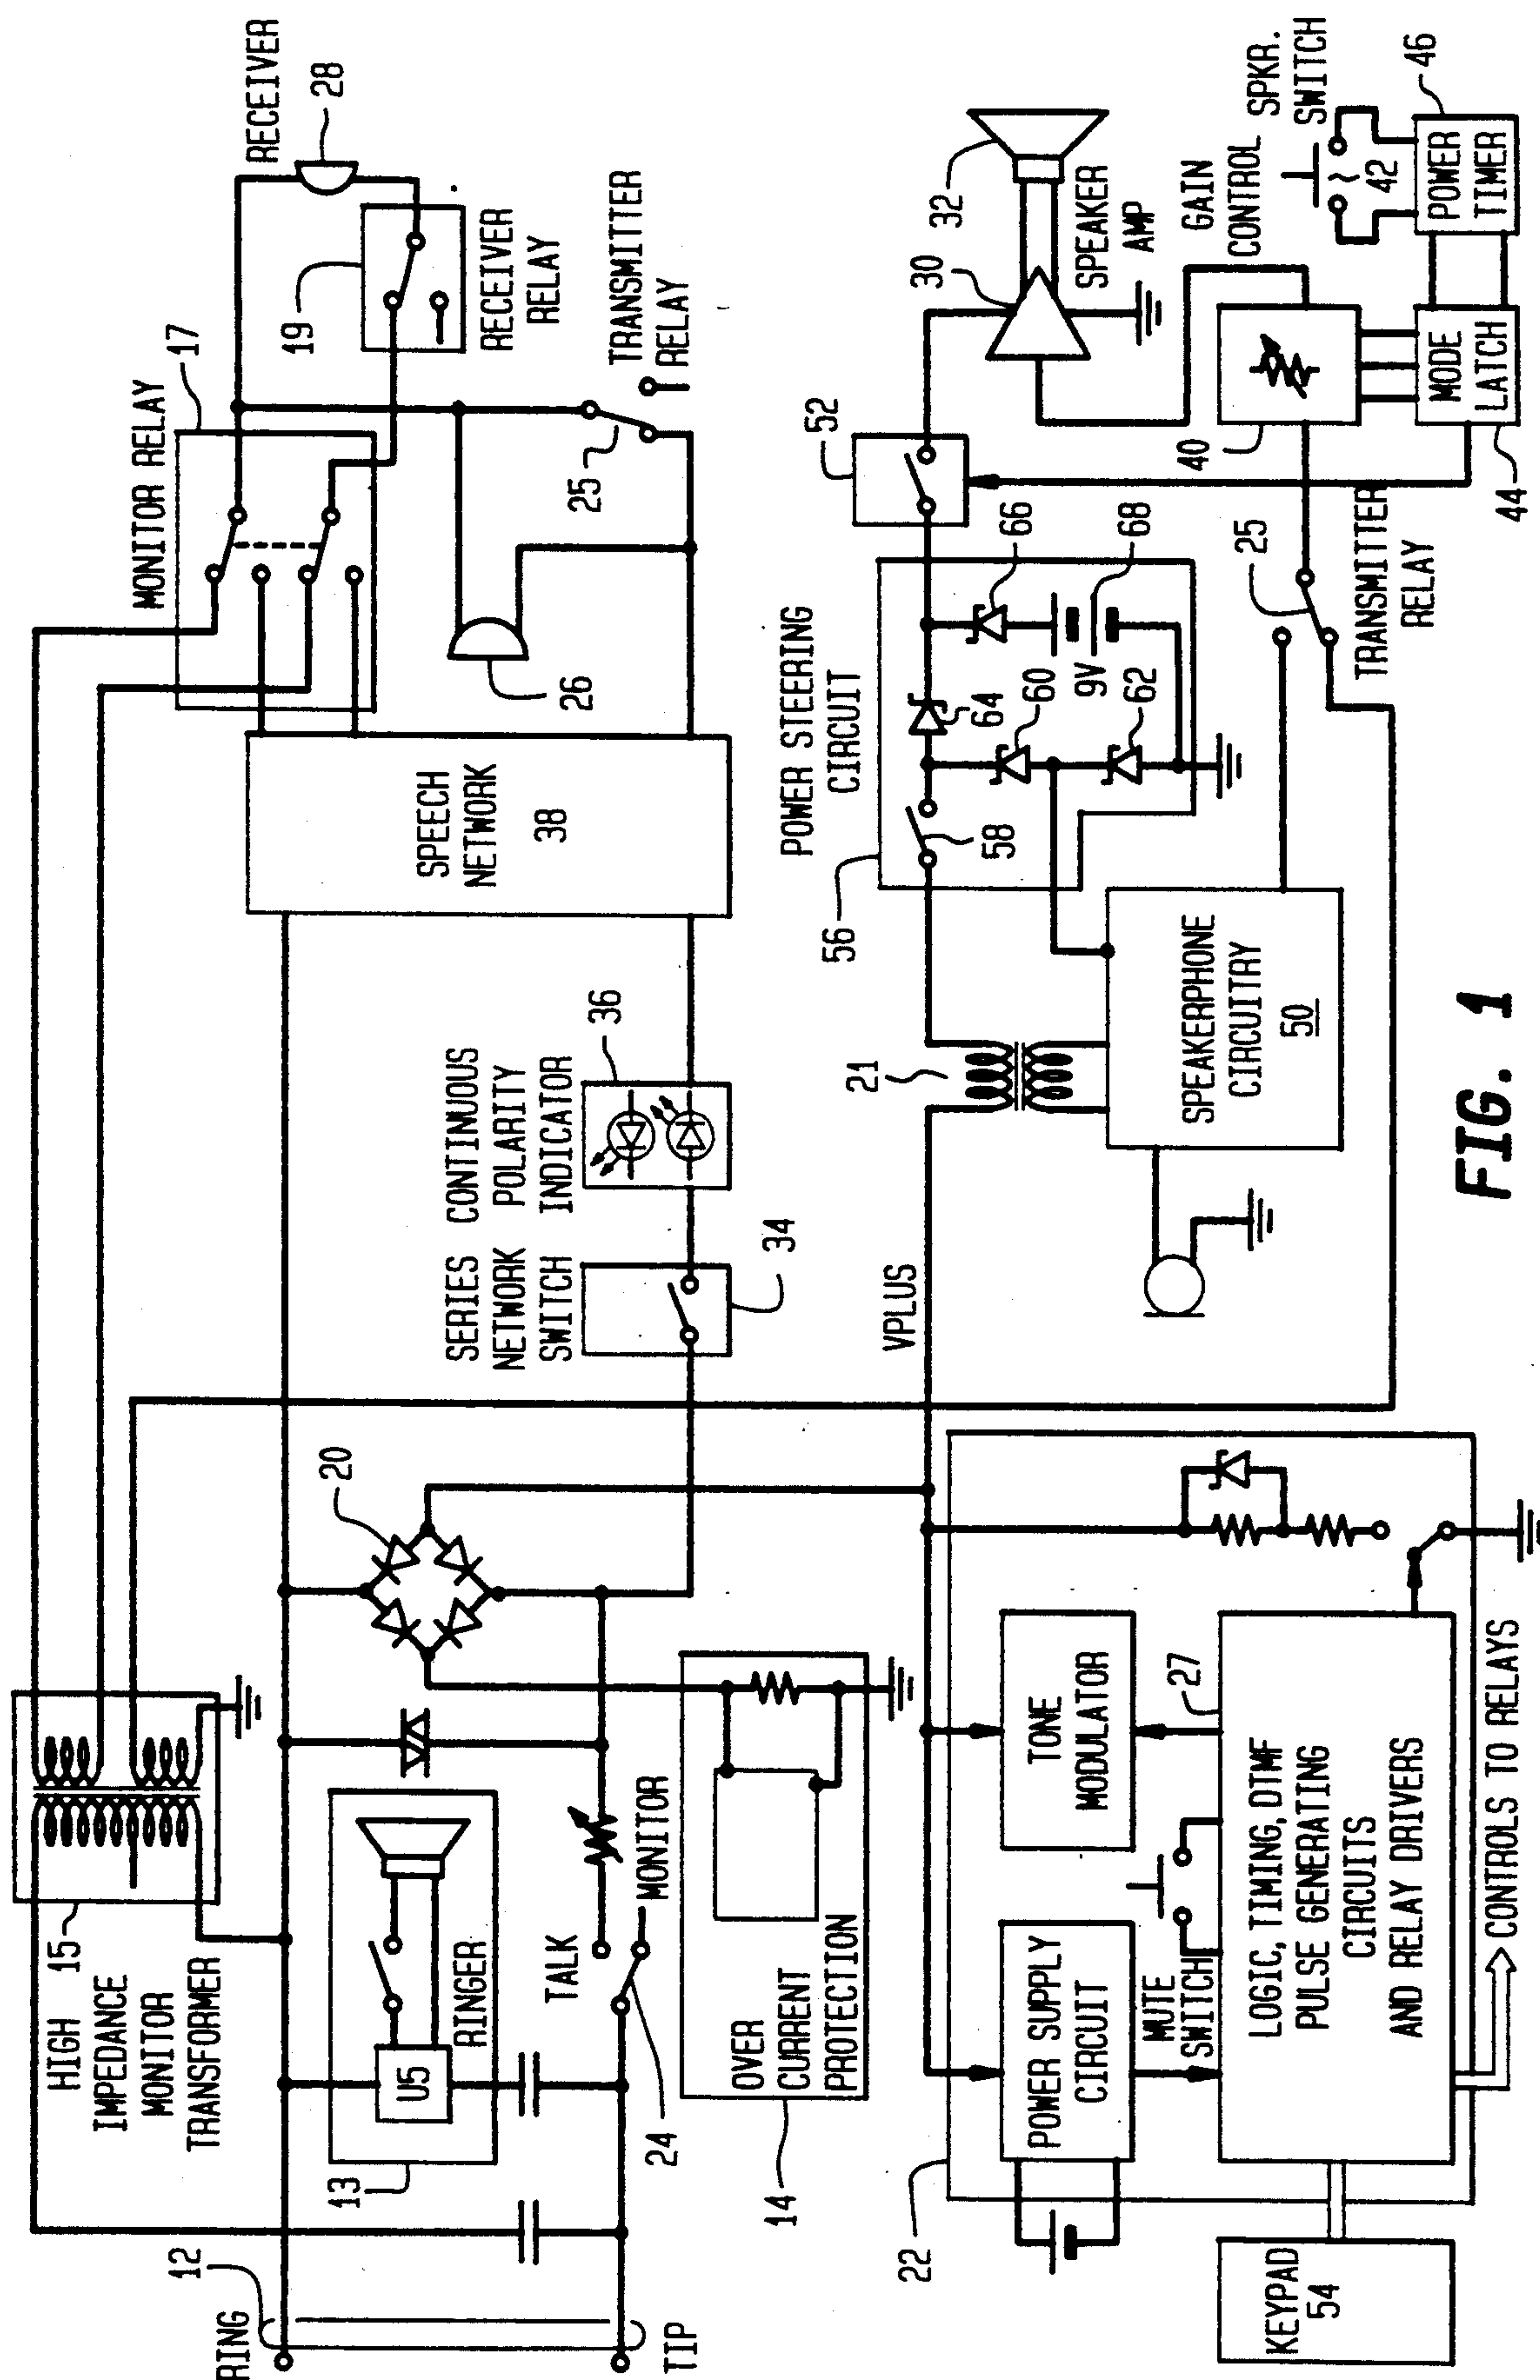 RING
12
TIP
HIGH 15
IMPEDANCE
MONITOR
TRANSFORMER
13
U5
RINGER
TALK
MONITOR
24
20
14
OVER
CURRENT
PROTECTION
SERIES
NETWORK
SWITCH
34
CONTINUOUS
POLARITY
INDICATOR
36
SPEECH
NETWORK
38
MONITOR RELAY
17
RECEIVER
28
19
RECEIVER
RELAY
26
25
TRANSMITTER
RELAY
VPLUS
21
POWER STEERING
CIRCUIT
56
58
64
60
62
66
9V
68
52
30
32
SPEAKER
AMP
GAIN
CONTROL
SPKR.
SWITCH
42
46
POWER
TIMER
MODE
LATCH
44
40
25
TRANSMITTER
RELAY
SPEAKERPHONE
CIRCUITRY
50
22
POWER SUPPLY
CIRCUIT
TONE
MODULATOR
27
MUTE
SWITCH
LOGIC, TIMING, DTMF
PULSE GENERATING
CIRCUITS
AND RELAY DRIVERS
KEYPAD
54
CONTROLS TO RELAYS
FIG. 1